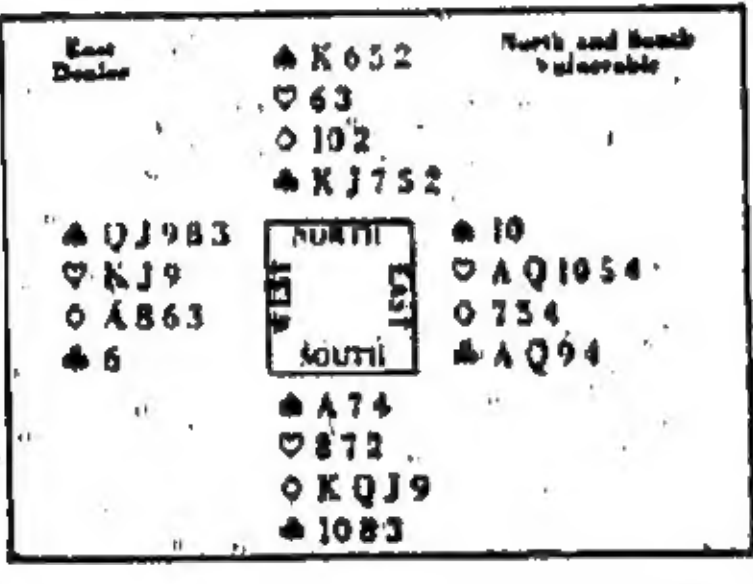 East Dealer
North and South Vulnerable
♠ K 6 5 2
♡ 6 3
◇ 10 2
♣ K J 7 5 2
♠ Q J 9 8 3
♡ K J 9
◇ A 8 6 3
♣ 6
NORTH
WEST
EAST
SOUTH
♠ 10
♡ A Q 10 5 4
◇ 7 5 4
♣ A Q 9 4
♠ A 7 4
♡ 8 7 2
◇ K Q J 9
♣ 10 8 3